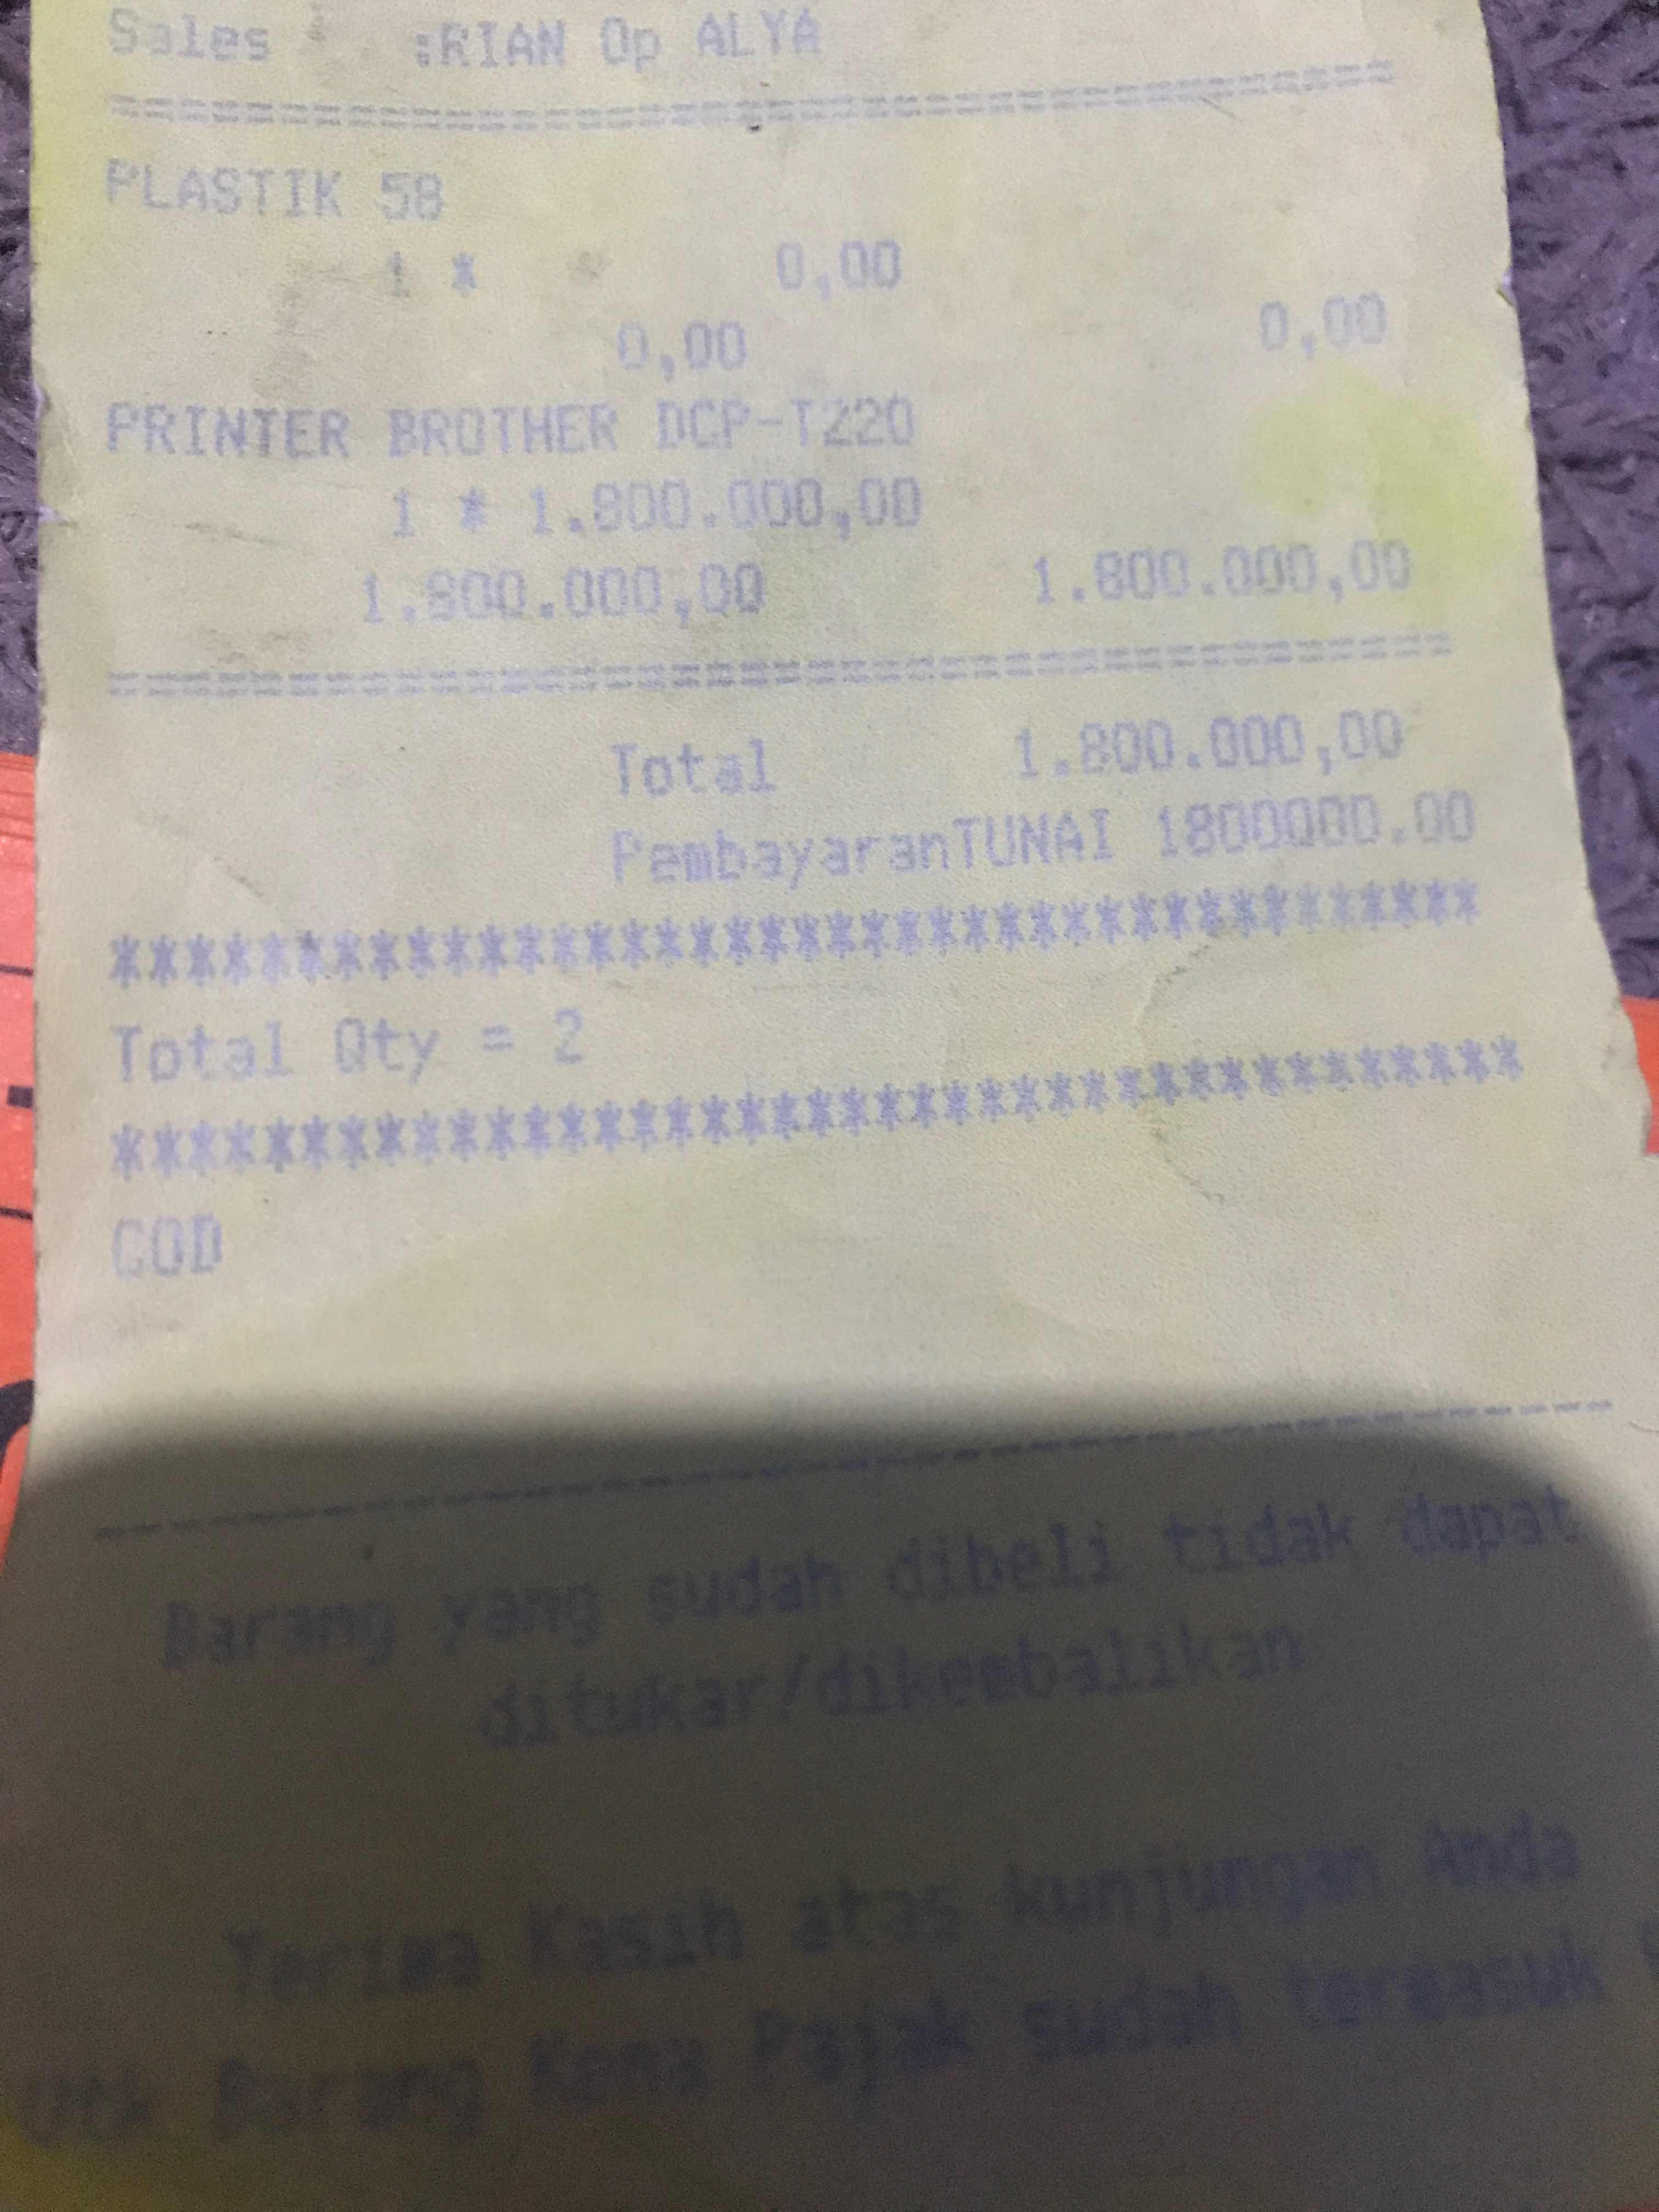 Sales :RIAN Op ALYA
================================================
PLASTIK 58
1 * 0,00
0,00 0,00
PRINTER BROTHER DCP-T220
1 * 1.800.000,00
1.800.000,00 1.800.000,00
================================================
Total 1.800.000,00
PembayaranTUNAI 1800000.00
****************************************
Total Qty = 2
****************************************
COD
----------------------------------------
Barang yang sudah dibeli tidak dapat
ditukar/dikembalikan
Terima Kasih atas kunjungan Anda
Utk Barang Kena Pajak sudah termasuk